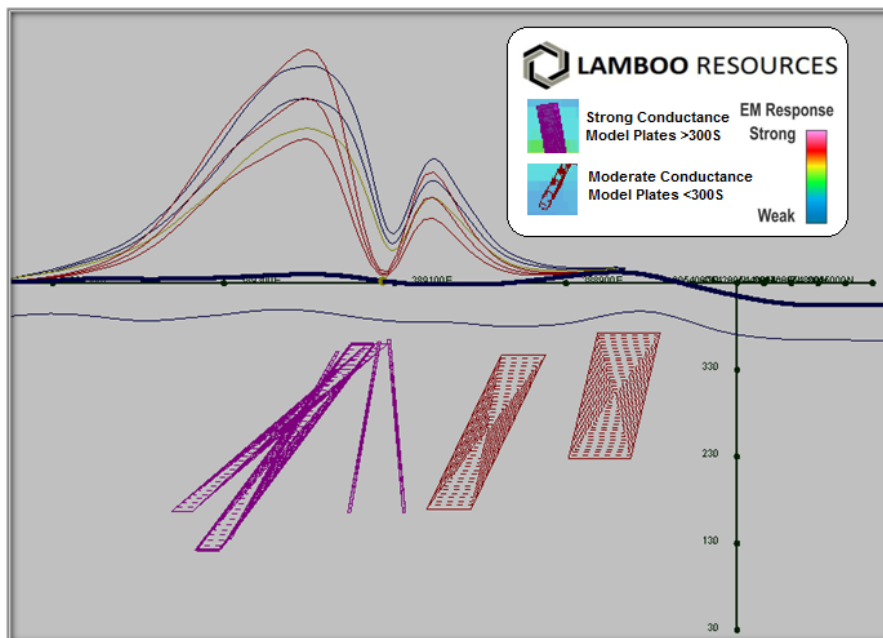 LAMBOO RESOURCES
Strong Conductance
Model Plates >300S
EM Response
Strong
Moderate Conductance
Model Plates <300S
Weak
289100E
288900E
330
230
130
30